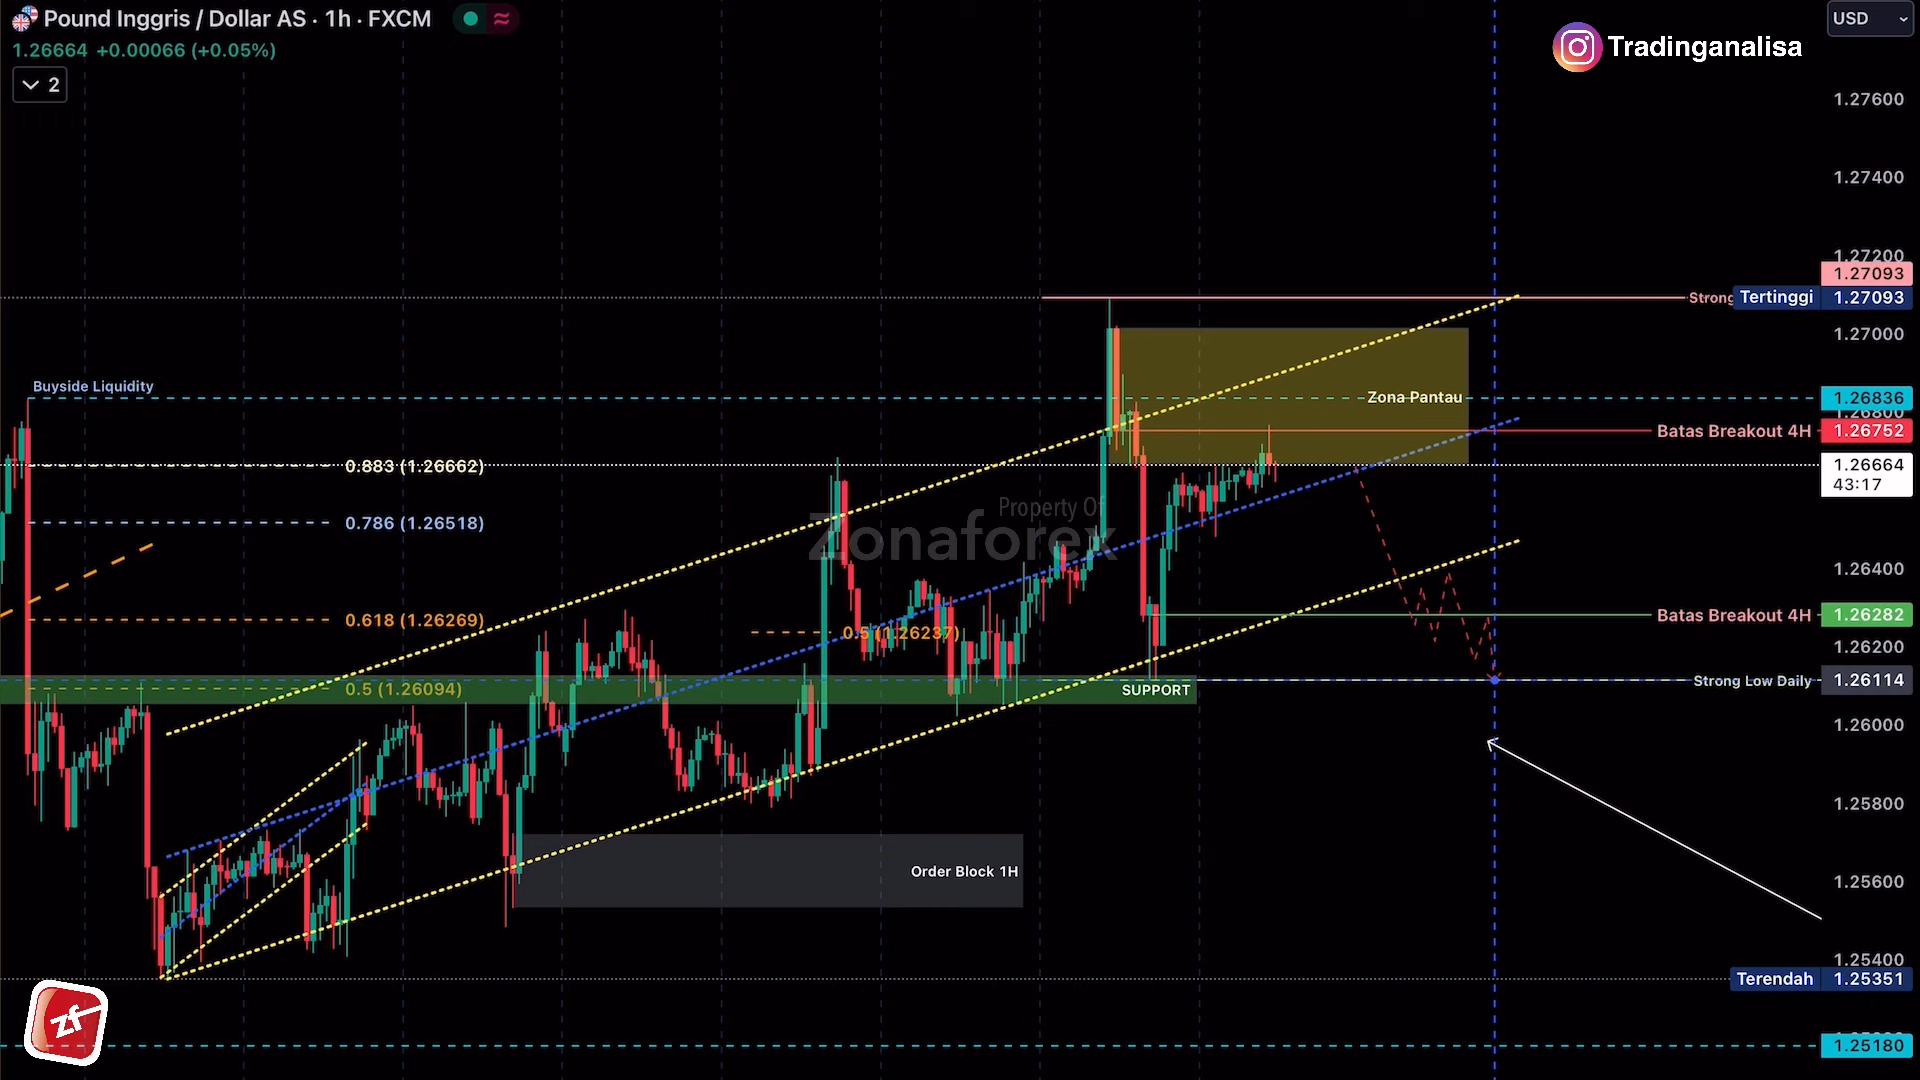 Pound Inggris / Dollar AS · 1h · FXCM
1.26664 +0.00066 (+0.05%)
2
Tradinganalisa
USD
1.27600
1.27400
1.27200
1.27093
Strong
Tertinggi
1.27093
1.27000
Buyside Liquidity
Zona Pantau
1.26836
1.26800
Batas Breakout 4H
1.26752
0.883 (1.26662)
1.26664
43:17
0.786 (1.26518)
Property Of
Zonaforex
1.26400
0.618 (1.26269)
0.5 (1.26237)
Batas Breakout 4H
1.26282
1.26200
0.5 (1.26094)
SUPPORT
Strong Low Daily
1.26114
1.26000
1.25800
Order Block 1H
1.25600
1.25400
Terendah
1.25351
zf
1.25180